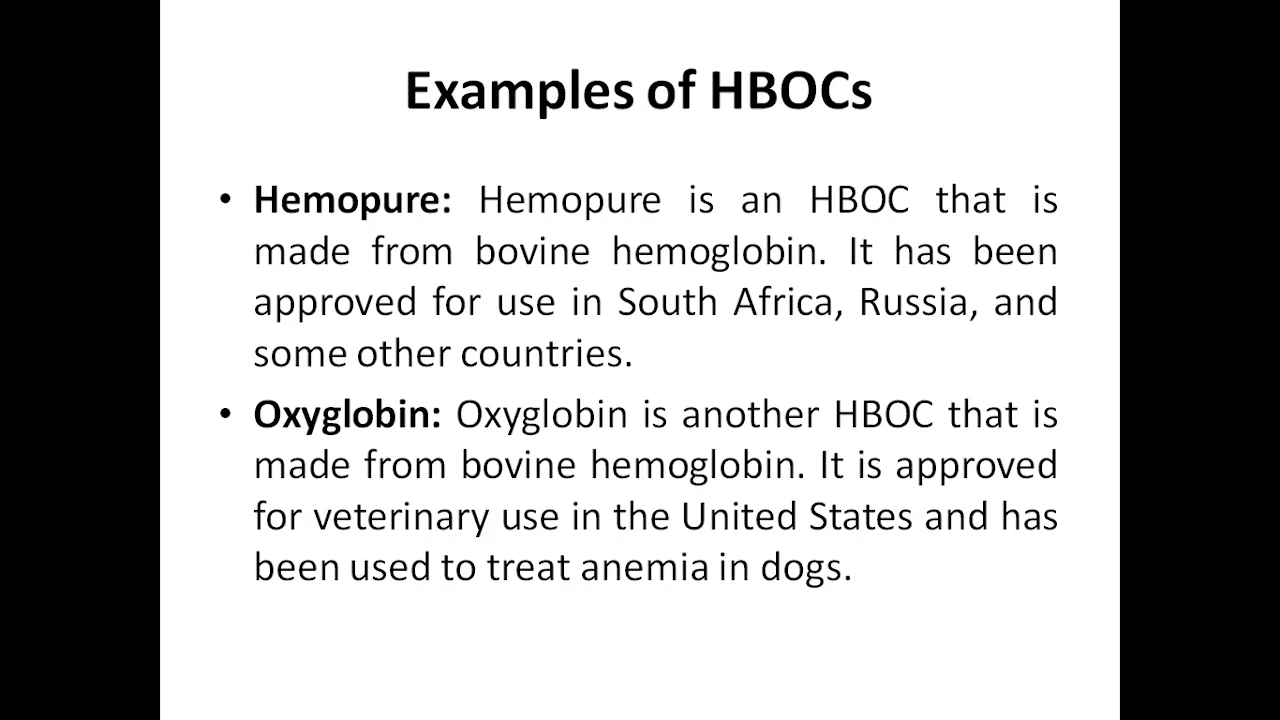 Examples of HBOCs
• Hemopure: Hemopure is an HBOC that is
made from bovine hemoglobin. It has been
approved for use in South Africa, Russia, and
some other countries.
• Oxyglobin: Oxyglobin is another HBOC that is
made from bovine hemoglobin. It is approved
for veterinary use in the United States and has
been used to treat anemia in dogs.